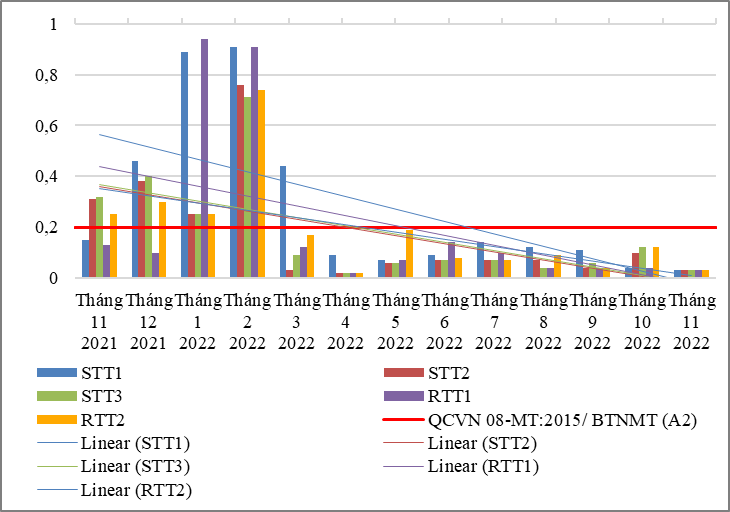 1
0,8
0,6
0,4
0,2
0
Tháng Tháng Tháng Tháng Tháng Tháng Tháng Tháng Tháng Tháng Tháng Tháng Tháng
11 12 1 2 3 4 5 6 7 8 9 10 11
2021 2021 2022 2022 2022 2022 2022 2022 2022 2022 2022 2022 2022
STT1 STT2
STT3 RTT1
RTT2 QCVN 08-MT:2015/ BTNMT (A2)
Linear (STT1) Linear (STT2)
Linear (STT3) Linear (RTT1)
Linear (RTT2)